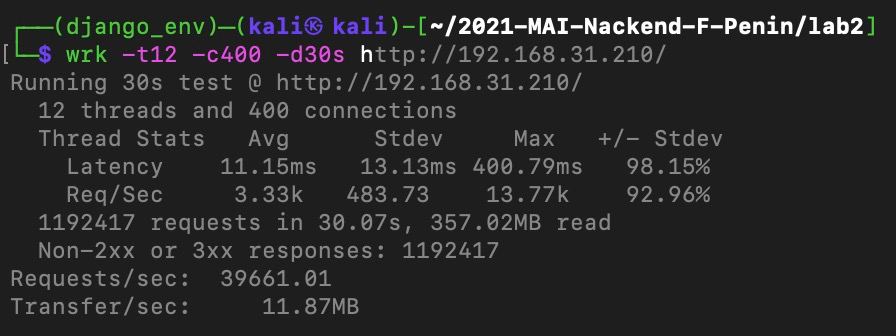 ┌──(django_env)─(kali㉿kali)-[~/2021-MAI-Nackend-F-Penin/lab2]
[└─$ wrk -t12 -c400 -d30s http://192.168.31.210/
Running 30s test @ http://192.168.31.210/
12 threads and 400 connections
Thread Stats Avg Stdev Max +/- Stdev
Latency 11.15ms 13.13ms 400.79ms 98.15%
Req/Sec 3.33k 483.73 13.77k 92.96%
1192417 requests in 30.07s, 357.02MB read
Non-2xx or 3xx responses: 1192417
Requests/sec: 39661.01
Transfer/sec: 11.87MB